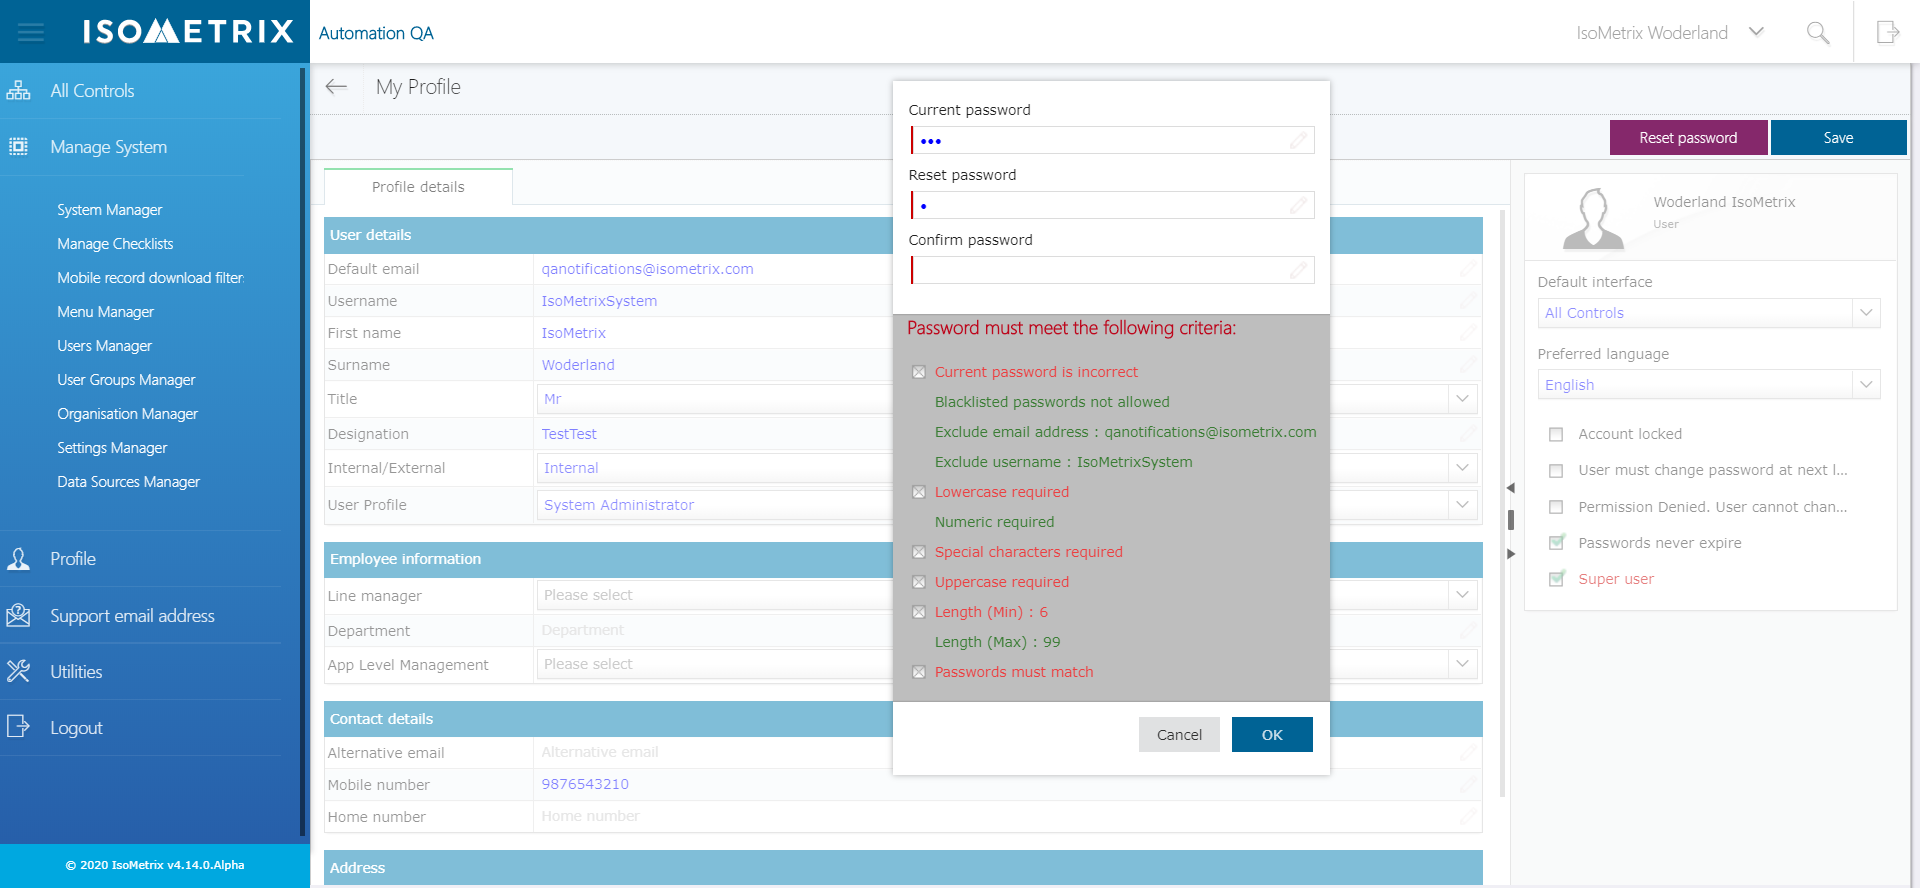 ISOMETRIX
Automation QA
IsoMetrix Woderland
All Controls
Manage System
System Manager
Manage Checklists
Mobile record download filter
Menu Manager
Users Manager
User Groups Manager
Organisation Manager
Settings Manager
Data Sources Manager
Profile
Support email address
Utilities
Logout
© 2020 IsoMetrix v4.14.0.Alpha
My Profile
Reset password
Save
Profile details
User details
Default email qanotifications@isometrix.com
Username IsoMetrixSystem
First name IsoMetrix
Surname Woderland
Title Mr
Designation TestTest
Internal/External Internal
User Profile System Administrator
Employee information
Line manager Please select
Department Department
App Level Management Please select
Contact details
Alternative email Alternative email
Mobile number 9876543210
Home number Home number
Address
Current password
Reset password
Confirm password
Password must meet the following criteria:
Current password is incorrect
Blacklisted passwords not allowed
Exclude email address : qanotifications@isometrix.com
Exclude username : IsoMetrixSystem
Lowercase required
Numeric required
Special characters required
Uppercase required
Length (Min) : 6
Length (Max) : 99
Passwords must match
Cancel
OK
Woderland IsoMetrix
User
Default interface
All Controls
Preferred language
English
Account locked
User must change password at next l...
Permission Denied. User cannot chan...
Passwords never expire
Super user